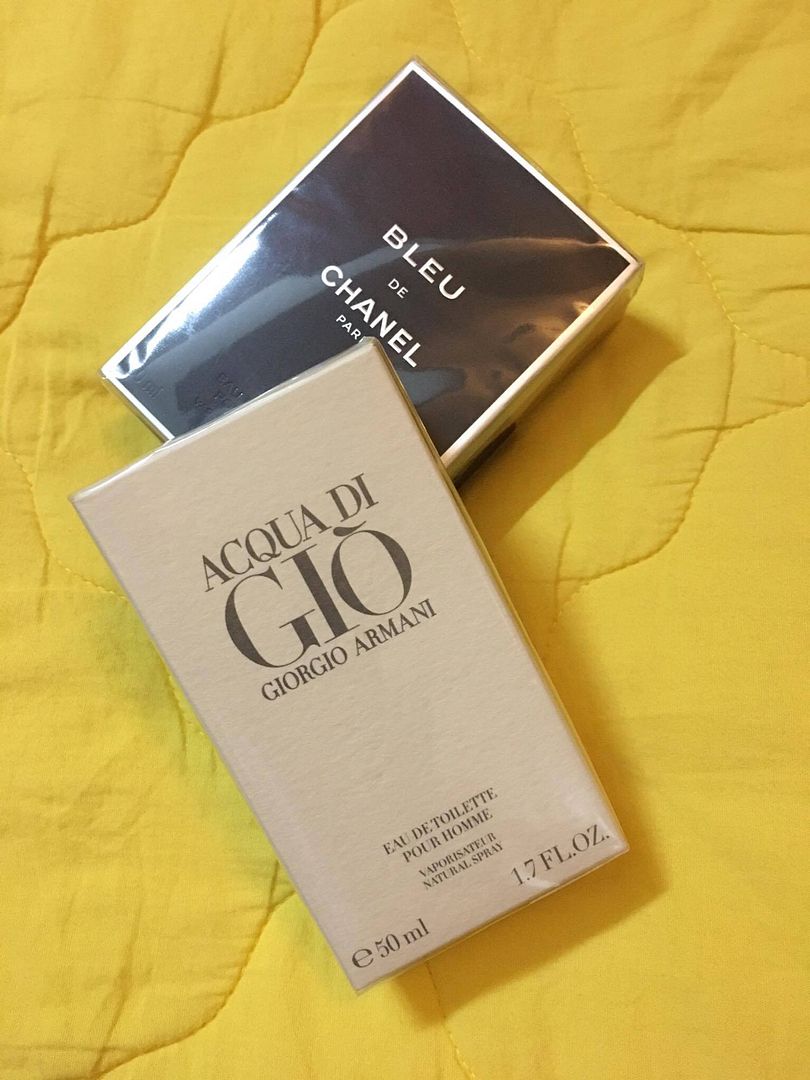 BLEU
DE
CHANEL
ml
ACQUA DI
GIÒ
GIORGIO ARMANI
EAU DE TOILETTE
POUR HOMME
VAPORISATEUR
NATURAL SPRAY
℮ 50 ml
1.7 FL.OZ.